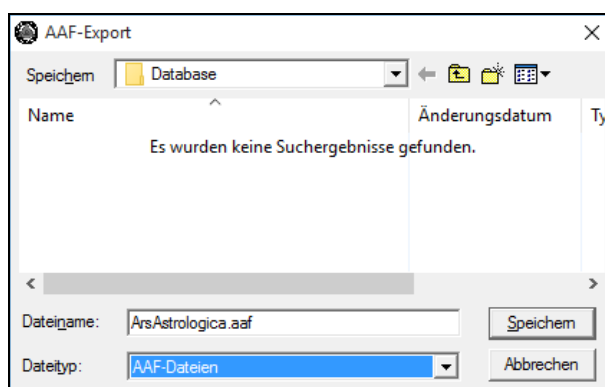 AAF-Export
Speichern Database
Name Änderungsdatum Ty
Es wurden keine Suchergebnisse gefunden.
Dateiname: ArsAstrologica.aaf Speichern
Dateityp: AAF-Dateien Abbrechen